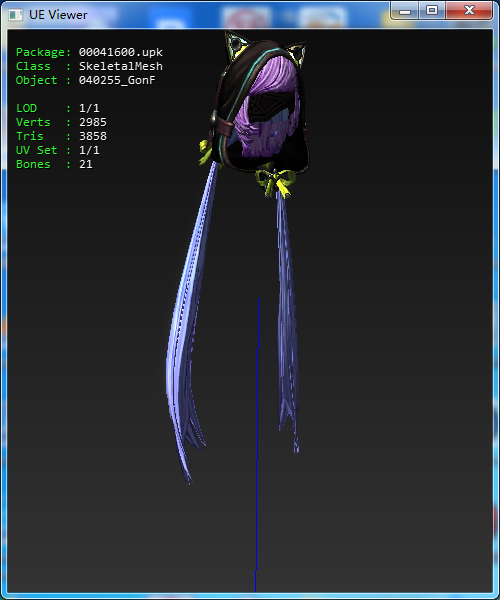 UE Viewer
Package: 00041600.upk
Class : SkeletalMesh
Object : 040255_GonF
LOD : 1/1
Verts : 2985
Tris : 3858
UV Set : 1/1
Bones : 21